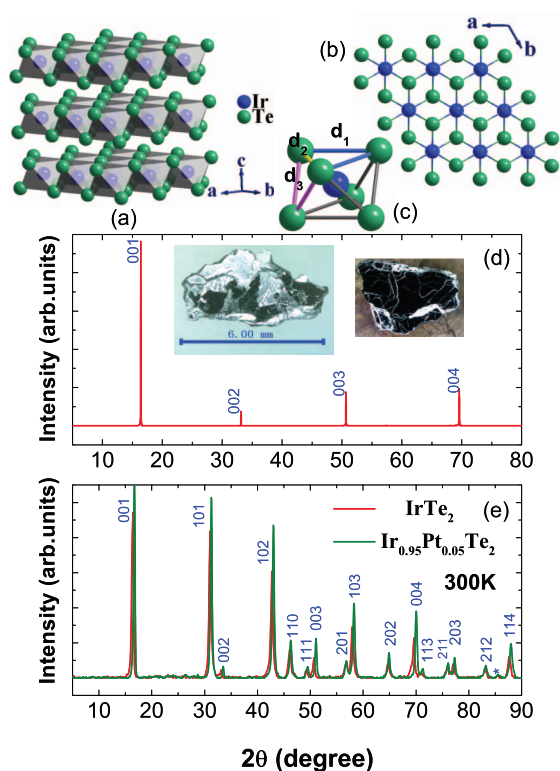 (b)
a
b
Ir
Te
c
a
b
(a)
d1
d2
d3
(c)
(d)
Intensity (arb.units)
001
002
003
004
6.00 mm
10 20 30 40 50 60 70 80
(e)
Intensity (arb.units)
IrTe2
Ir0.95Pt0.05Te2
300K
001
101
002
102
110
111
003
201
103
202
004
113
211
203
212
*
114
10 20 30 40 50 60 70 80 90
2θ (degree)